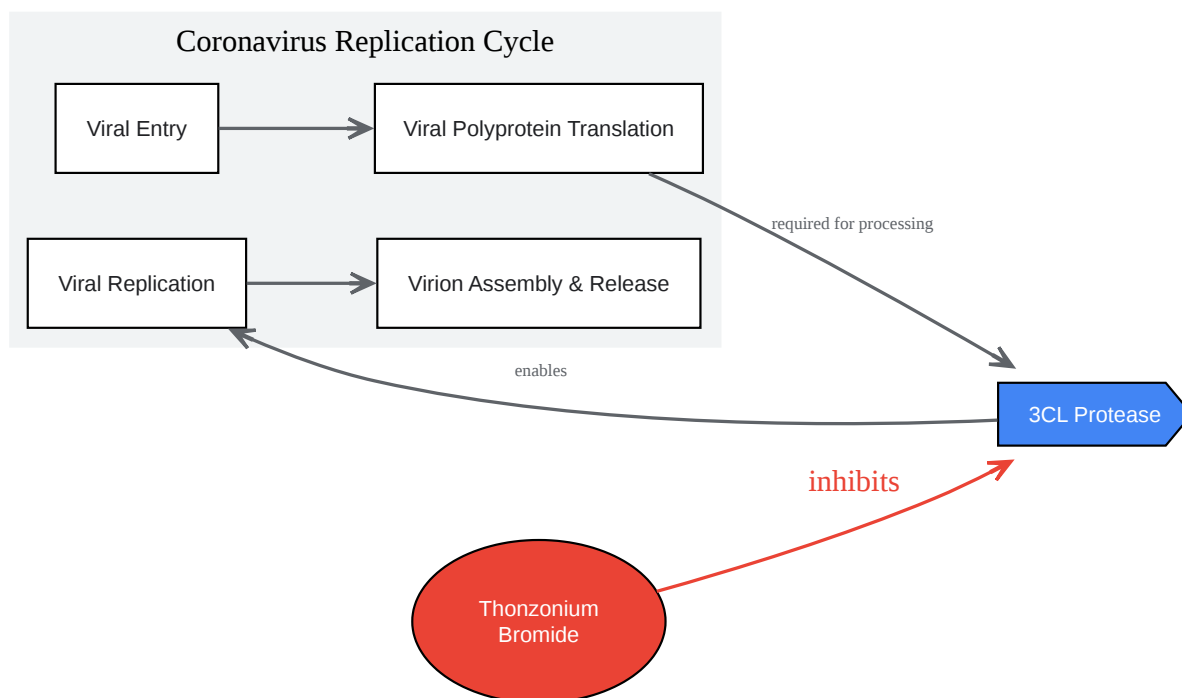 Coronavirus Replication Cycle
Viral Entry
Viral Polyprotein Translation
required for processing
Viral Replication
Virion Assembly & Release
enables
3CL Protease
inhibits
Thonzonium
Bromide